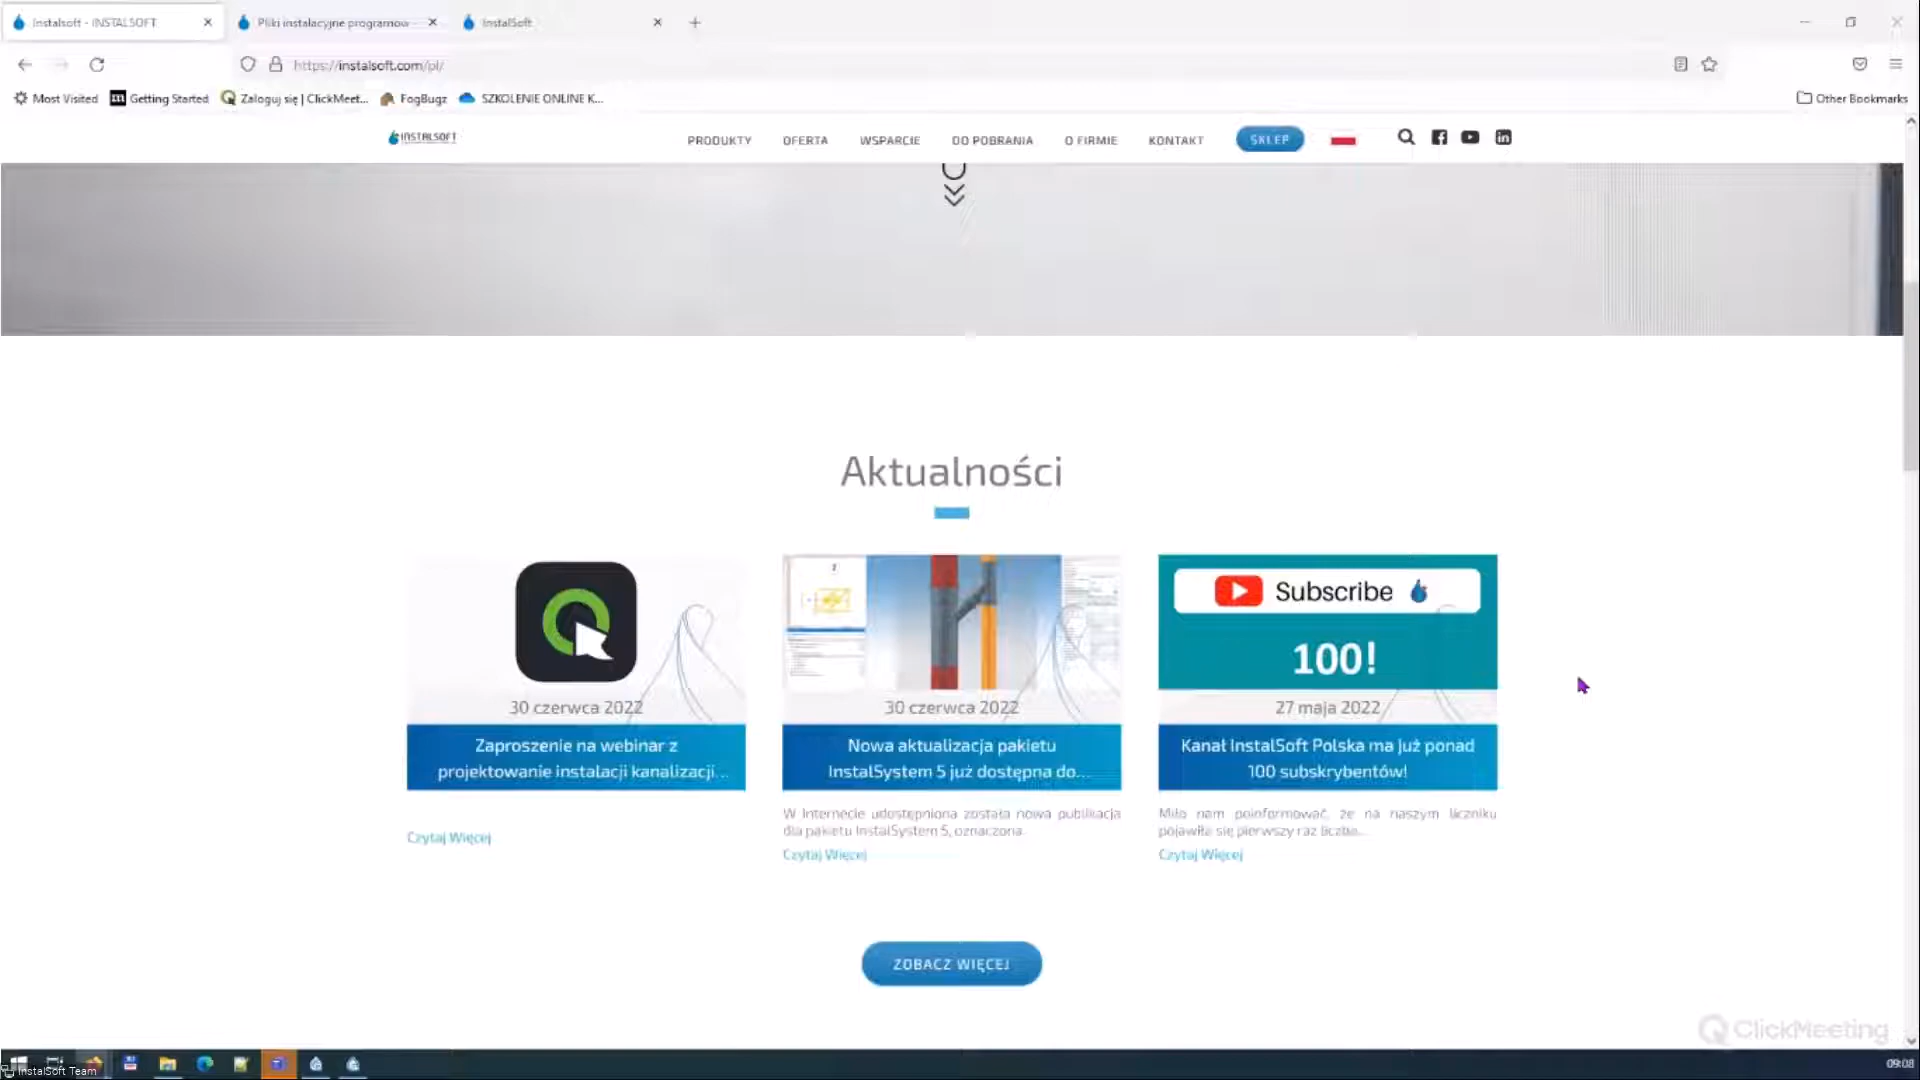 Instalsoft - INSTALSOFT
Pliki instalacyjne programów
InstalSoft
https://instalsoft.com/pl/
Most Visited
Getting Started
Zaloguj się | ClickMeet...
FogBugz
SZKOLENIE ONLINE K...
Other Bookmarks
INSTALSOFT
PRODUKTY
OFERTA
WSPARCIE
DO POBRANIA
O FIRMIE
KONTAKT
SKLEP
Aktualności
30 czerwca 2022
Zaproszenie na webinar z
projektowanie instalacji kanalizacji...
Czytaj Więcej
30 czerwca 2022
Nowa aktualizacja pakietu
InstalSystem 5 już dostępna do...
W Internecie udostępniona została nowa publikacja
dla pakietu InstalSystem 5, oznaczona
Czytaj Więcej
Subscribe
100!
27 maja 2022
Kanał InstalSoft Polska ma już ponad
100 subskrybentów!
Miło nam poinformować, że na naszym liczniku
pojawiła się pierwszy raz liczba...
Czytaj Więcej
ZOBACZ WIĘCEJ
ClickMeeting
InstalSoft Team
09:08